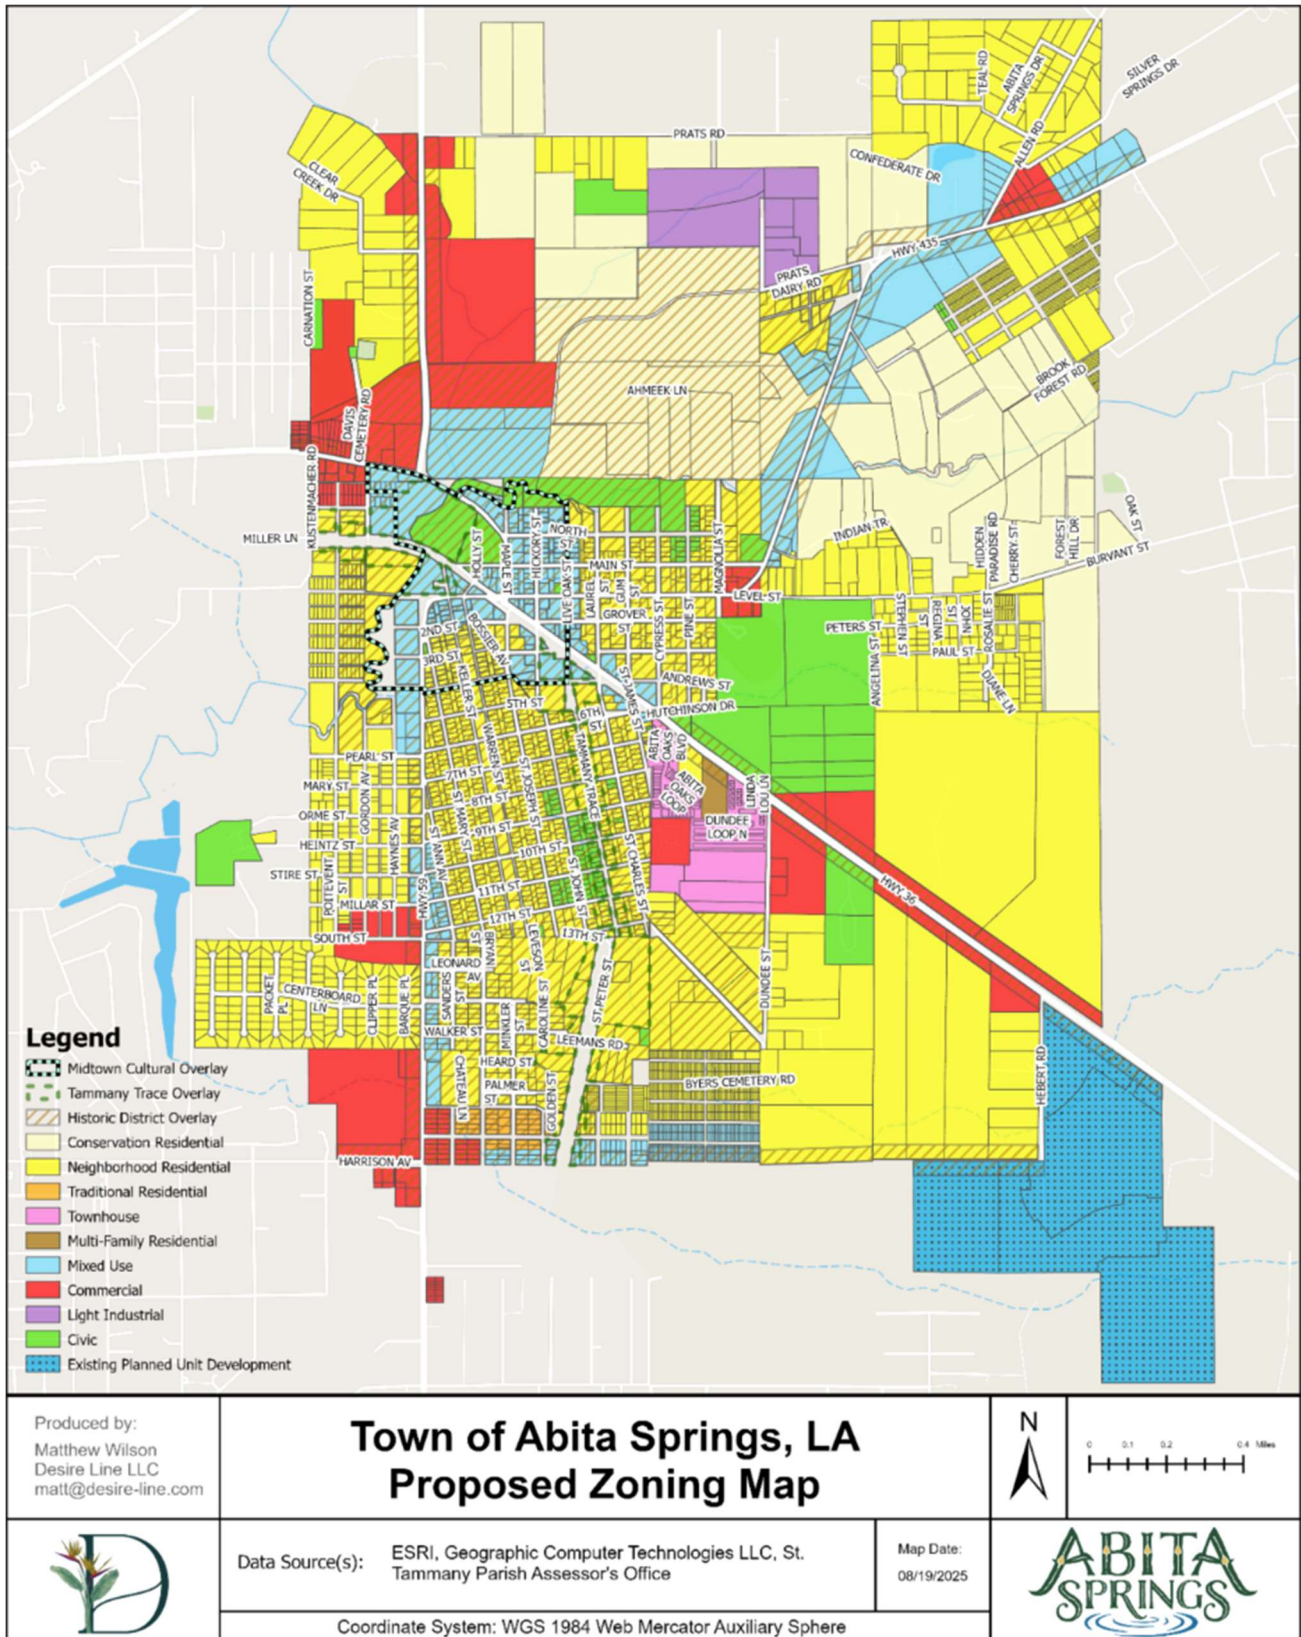 PRATS RD
TEAL RD
ABITA
SPRINGS DR
SILVER
SPRINGS DR
ALLEN RD
CONFEDERATE DR
CLEAR
CREEK DR
HWY 435
PRATS
DAIRY RD
CARNATION ST
BROOK
FOREST RD
AHMEEK LN
DAVIS
CEMETERY RD
KUSTENMACHER RD
MILLER LN
HOLLY ST
MAPLE ST
HICKORY ST
NORTH
ST
LIVE OAK ST
MAIN ST
LAUREL
ST
GUM
ST
GROVER
ST
CYPRESS ST
PINE ST
MAGNOLIA ST
LEVEL ST
INDIAN TR
HIDDEN
PARADISE RD
CHERRY ST
FOREST
HILL DR
OAK ST
BURVANT ST
PETERS ST
STEPHEN ST
REGINA
ST
JOHN
ST
ROSALIE ST
PAUL ST
ANGELINA ST
DIANE LN
2ND ST
3RD ST
BOSSIER AV
KELLER ST
5TH ST
6TH
ST
ST JAMES ST
ANDREWS ST
HUTCHINSON DR
WARREN ST
TAMMANY TRACE
ABITA
OAKS
BLVD
ABITA
OAKS
LOOP
LINDA
LOU LN
DUNDEE
LOOP N
PEARL ST
MARY ST
ORME ST
HEINTZ ST
STIRE ST
GORDON AV
HAYNES AV
POITEVENT
ST
MILLAR ST
SOUTH ST
HWY 59
ST ANN AV
ST MARY ST
ST JOSEPH ST
7TH ST
8TH ST
9TH ST
10TH ST
11TH ST
12TH ST
13TH ST
ST JOHN ST
ST CHARLES ST
HWY 36
DUNDEE ST
ST PETER ST
LEVESON
ST
BRYAN
ST
LEONARD
AV
SANDERS
ST
CAROLINE ST
MINKLER
ST
WALKER ST
LEEMANS RD
HEARD ST
PALMER
ST
CHATEAU LN
GOLDEN ST
BYERS CEMETERY RD
HEBERT RD
PACKET
PL
CENTERBOARD
LN
CLIPPER PL
BARQUE PL
HARRISON AV
Legend
Midtown Cultural Overlay
Tammany Trace Overlay
Historic District Overlay
Conservation Residential
Neighborhood Residential
Traditional Residential
Townhouse
Multi-Family Residential
Mixed Use
Commercial
Light Industrial
Civic
Existing Planned Unit Development
Produced by:
Matthew Wilson
Desire Line LLC
matt@desire-line.com
Town of Abita Springs, LA
Proposed Zoning Map
N
0 0.1 0.2 0.4 Miles
Data Source(s):
ESRI, Geographic Computer Technologies LLC, St.
Tammany Parish Assessor's Office
Map Date:
08/19/2025
Coordinate System: WGS 1984 Web Mercator Auxiliary Sphere
D
ABITA
SPRINGS